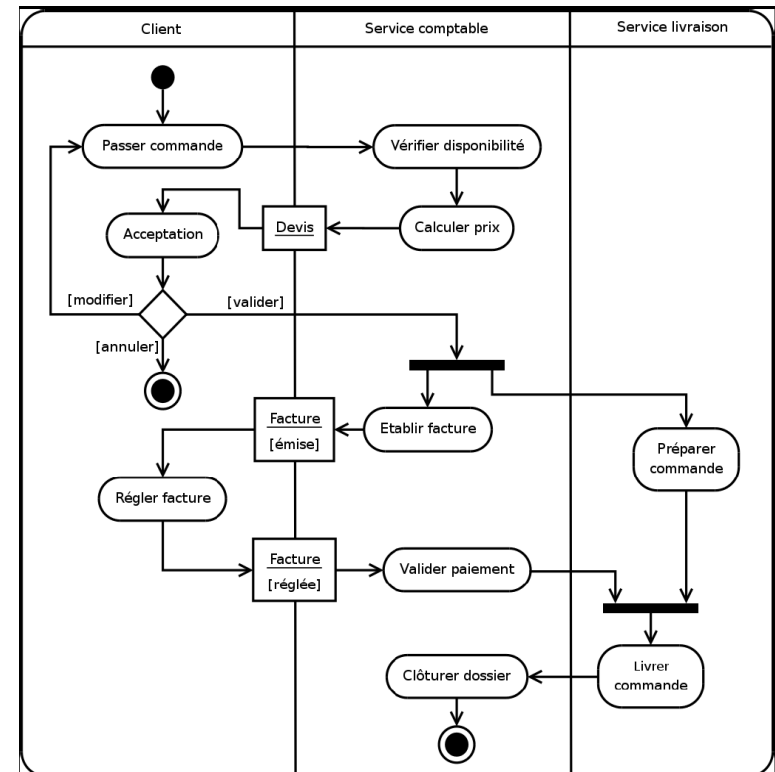 Client
Service comptable
Service livraison
Passer commande
Vérifier disponibilité
Acceptation
Devis
Calculer prix
[modifier]
[valider]
[annuler]
Facture
[émise]
Etablir facture
Préparer
commande
Régler facture
Facture
[réglée]
Valider paiement
Clôturer dossier
Livrer
commande